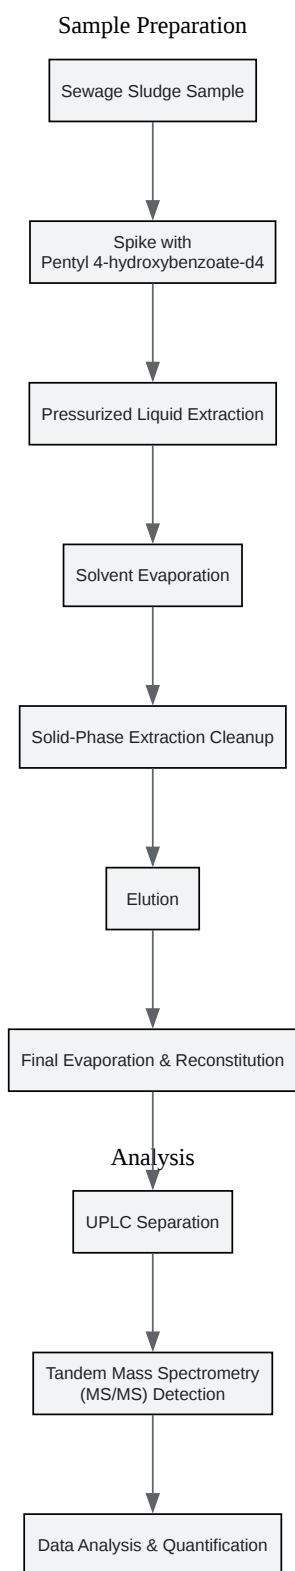 Sample Preparation
Sewage Sludge Sample
Spike with
Pentyl 4-hydroxybenzoate-d4
Pressurized Liquid Extraction
Solvent Evaporation
Solid-Phase Extraction Cleanup
Elution
Final Evaporation & Reconstitution
Analysis
UPLC Separation
Tandem Mass Spectrometry
(MS/MS) Detection
Data Analysis & Quantification